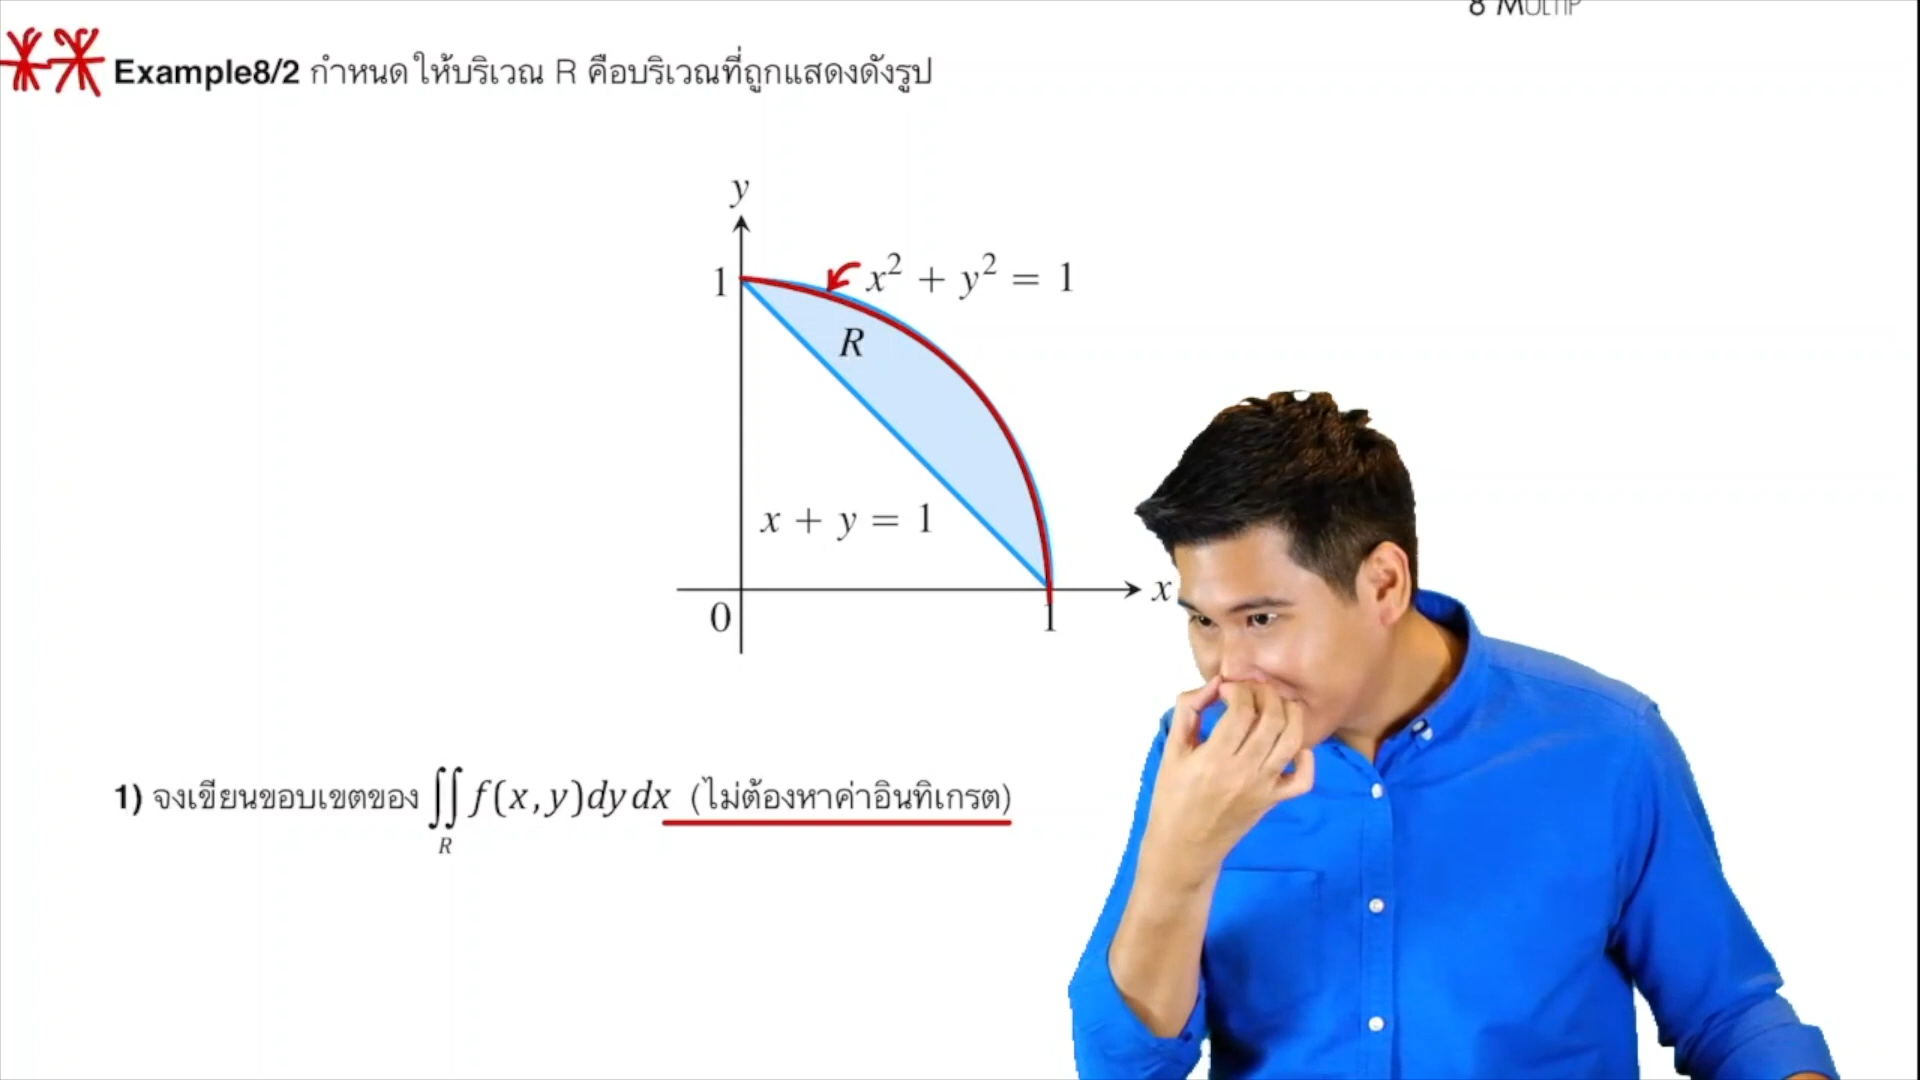 Example8/2 กำหนดให้บริเวณ R คือบริเวณที่ถูกแสดงดังรูป
y
1
x² + y² = 1
R
x + y = 1
x
0
1
1) จงเขียนขอบเขตของ ∬_R f(x,y)dydx (ไม่ต้องหาค่าอินทิเกรต)